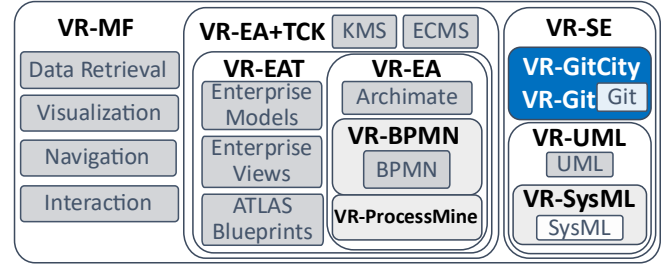 VR-MF
Data Retrieval
Visualization
Navigation
Interaction
VR-EA+TCK
KMS
ECMS
VR-EAT
Enterprise
Models
Enterprise
Views
ATLAS
Blueprints
VR-EA
Archimate
VR-BPMN
BPMN
VR-ProcessMine
VR-SE
VR-GitCity
VR-Git
Git
VR-UML
UML
VR-SysML
SysML